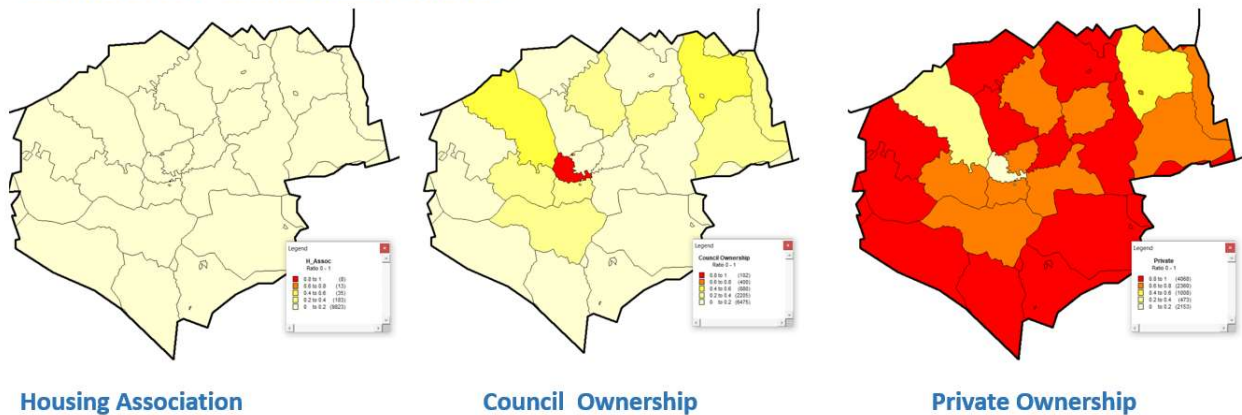 Legend
H_Assoc
Ratio 0 - 1
0.8 to 1 (8)
0.6 to 0.8 (13)
0.4 to 0.6 (35)
0.2 to 0.4 (183)
0 to 0.2 (9823)
Legend
Council Ownership
Ratio 0 - 1
0.8 to 1 (102)
0.6 to 0.8 (400)
0.4 to 0.6 (880)
0.2 to 0.4 (2205)
0 to 0.2 (6475)
Legend
Private
Ratio 0 - 1
0.8 to 1 (4068)
0.6 to 0.8 (2360)
0.4 to 0.6 (1008)
0.2 to 0.4 (473)
0 to 0.2 (2153)
Housing Association
Council Ownership
Private Ownership